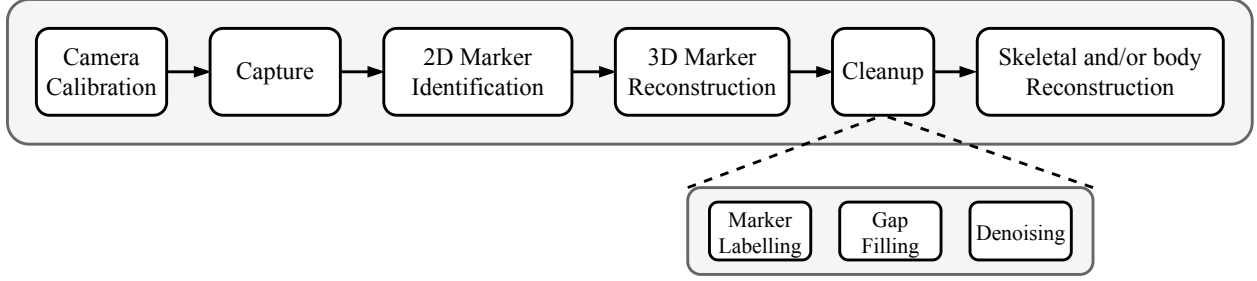 Camera
Calibration
Capture
2D Marker
Identification
3D Marker
Reconstruction
Cleanup
Skeletal and/or body
Reconstruction
Marker
Labelling
Gap
Filling
Denoising